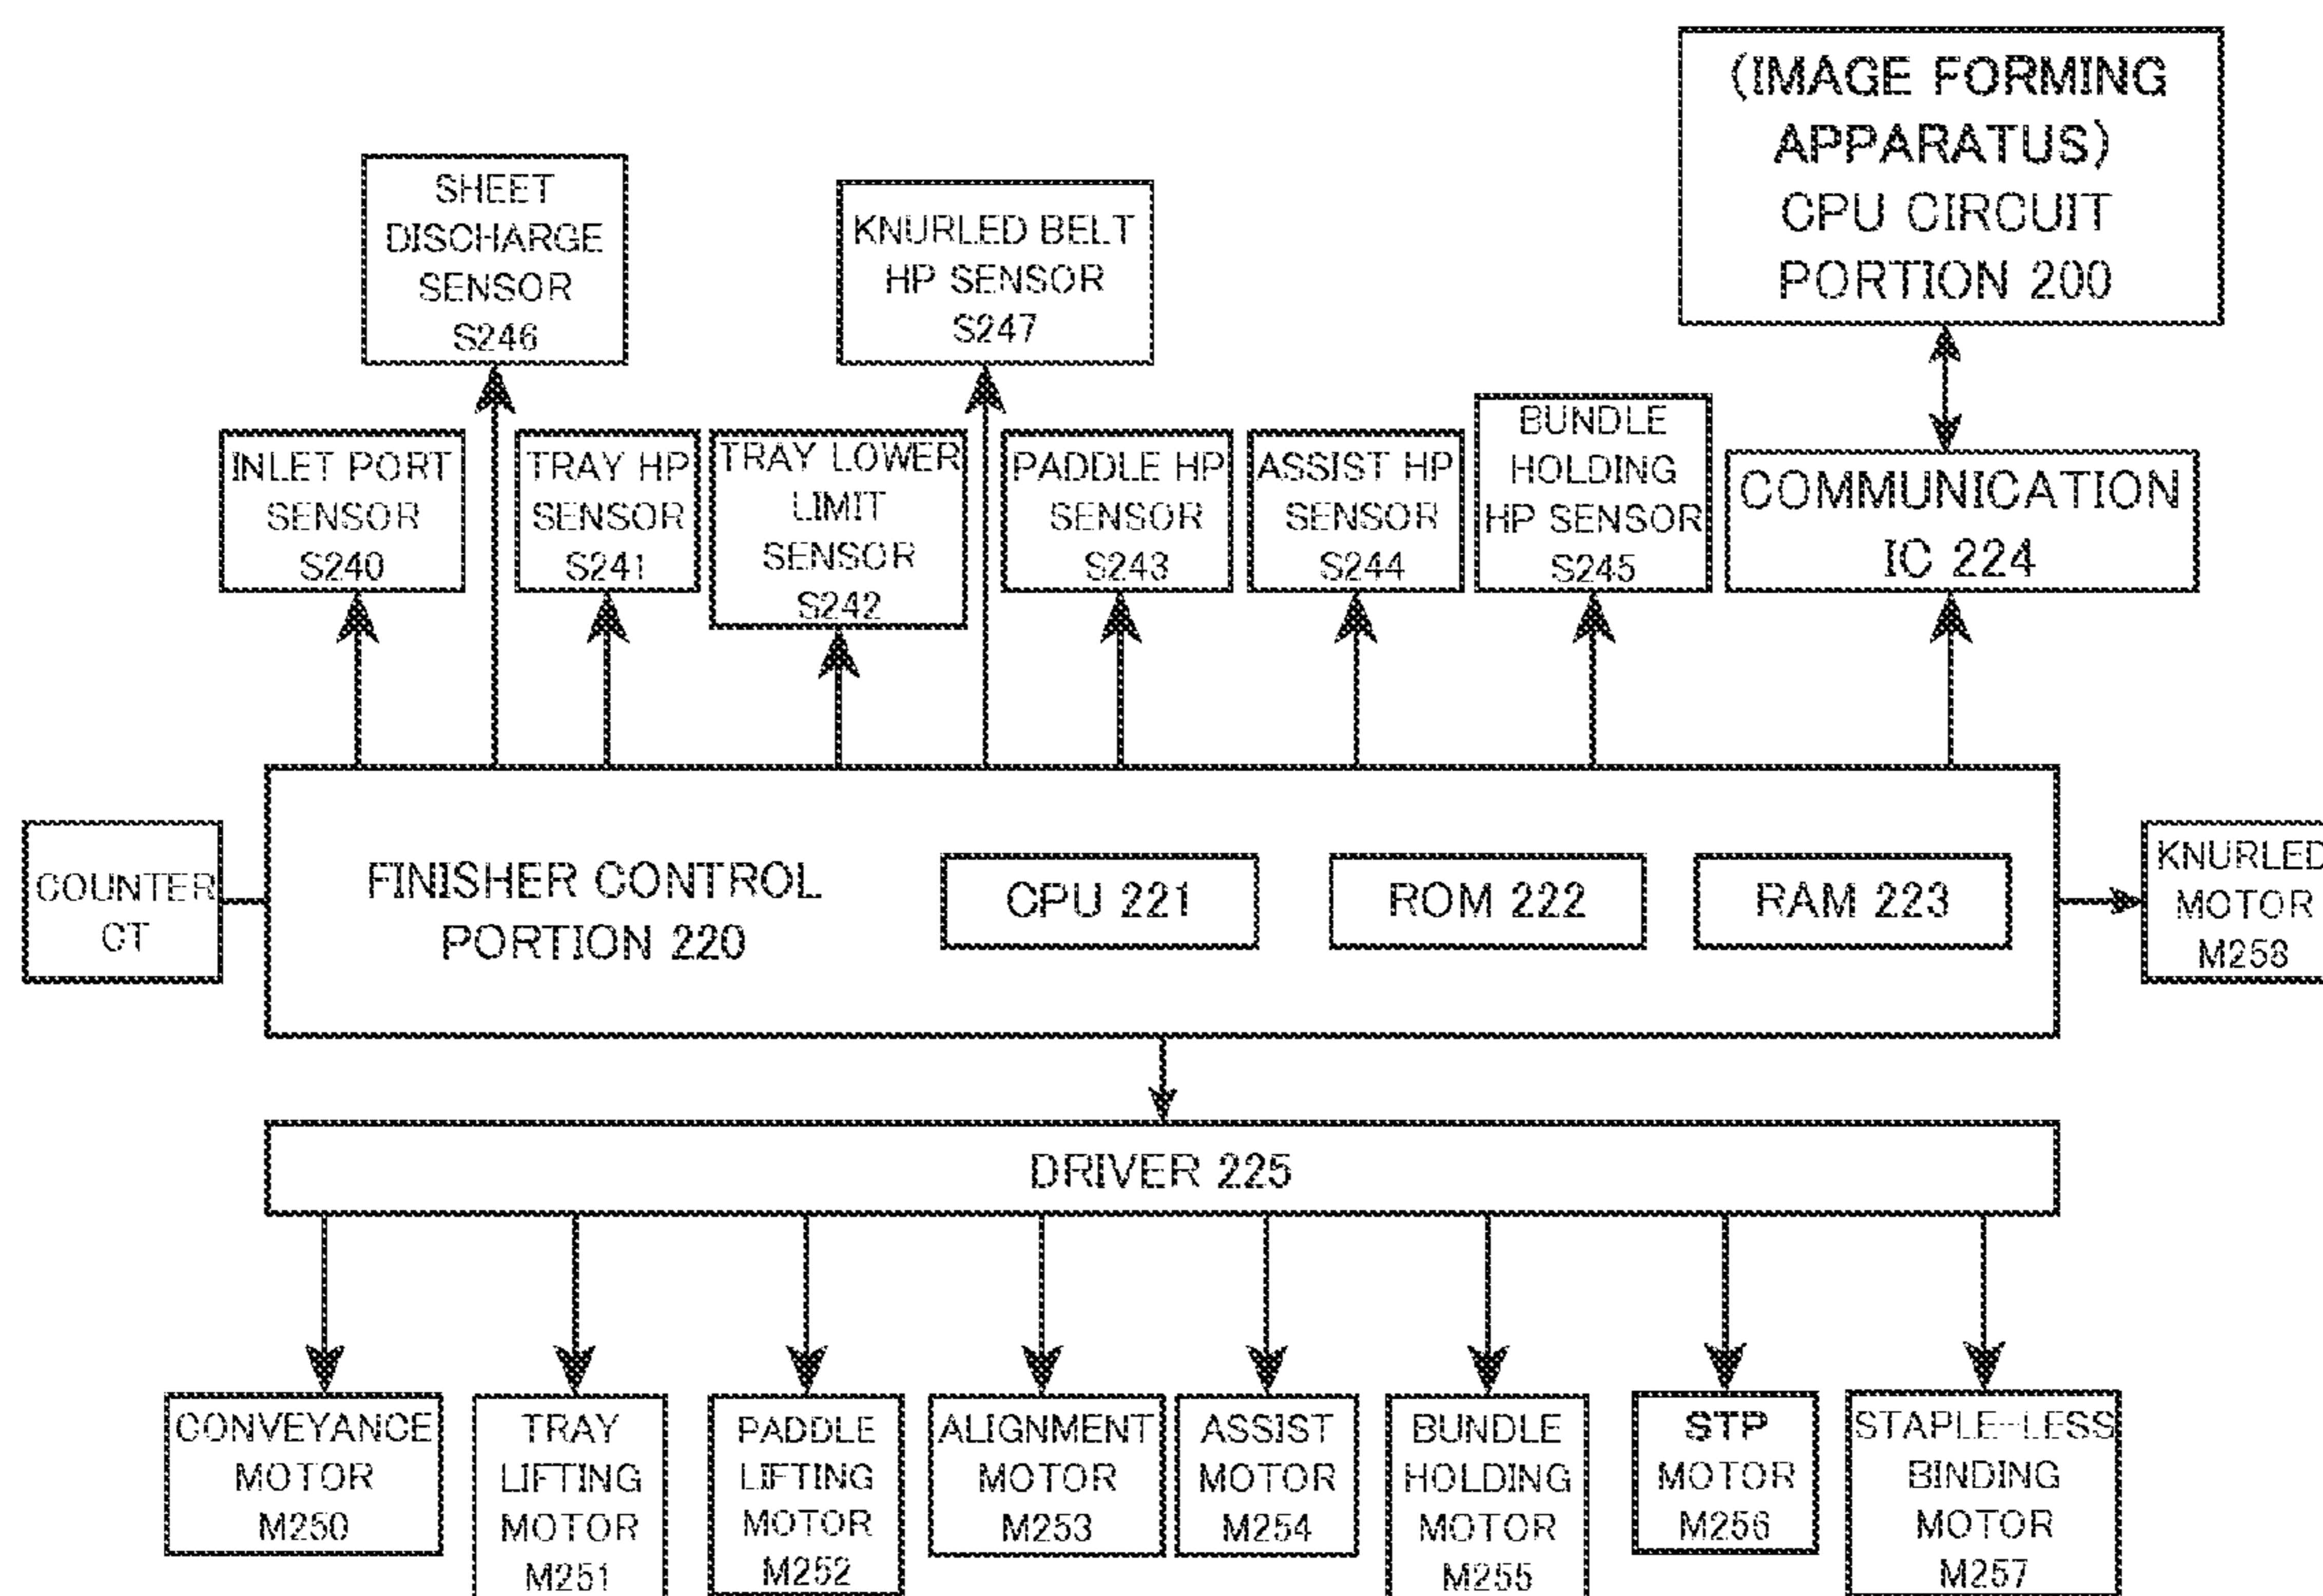 (IMAGE FORMING
APPARATUS)
CPU CIRCUIT
PORTION 200
SHEET
DISCHARGE
SENSOR
S246
KNURLED BELT
HP SENSOR
S247
INLET PORT
SENSOR
S240
TRAY HP
SENSOR
S241
TRAY LOWER
LIMIT
SENSOR
S242
PADDLE HP
SENSOR
S243
ASSIST HP
SENSOR
S244
BUNDLE
HOLDING
HP SENSOR
S245
COMMUNICATION
IC 224
COUNTER
CT
FINISHER CONTROL
PORTION 220
CPU 221
ROM 222
RAM 223
KNURLED
MOTOR
M258
DRIVER 225
CONVEYANCE
MOTOR
M250
TRAY
LIFTING
MOTOR
M251
PADDLE
LIFTING
MOTOR
M252
ALIGNMENT
MOTOR
M253
ASSIST
MOTOR
M254
BUNDLE
HOLDING
MOTOR
M255
STP
MOTOR
M256
STAPLE-LESS
BINDING
MOTOR
M257